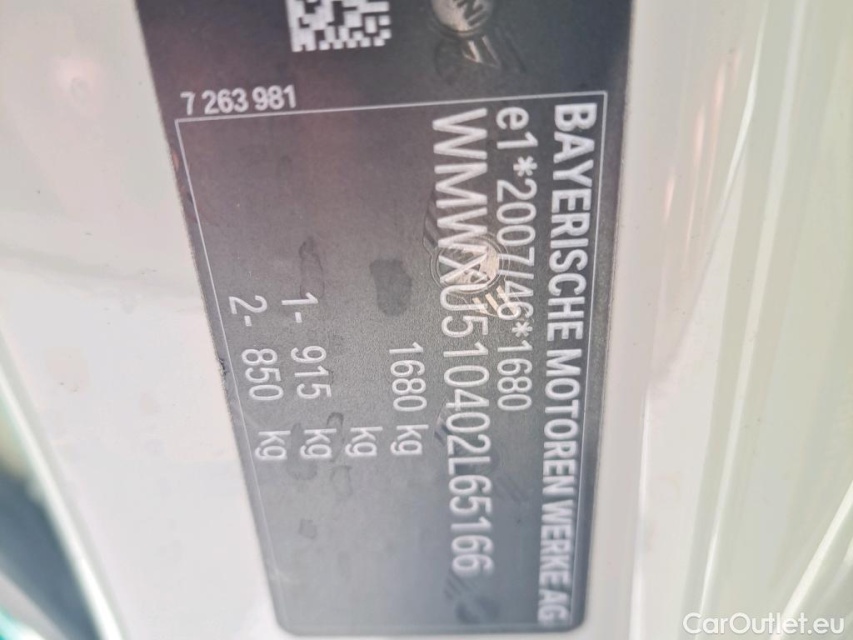 7 263 981
BAYERISCHE MOTOREN WERKE AG
e1*2007/46*1680
WMWXU510402L65166
1680 kg
kg
1- 915 kg
2- 850 kg
CarOutlet.eu